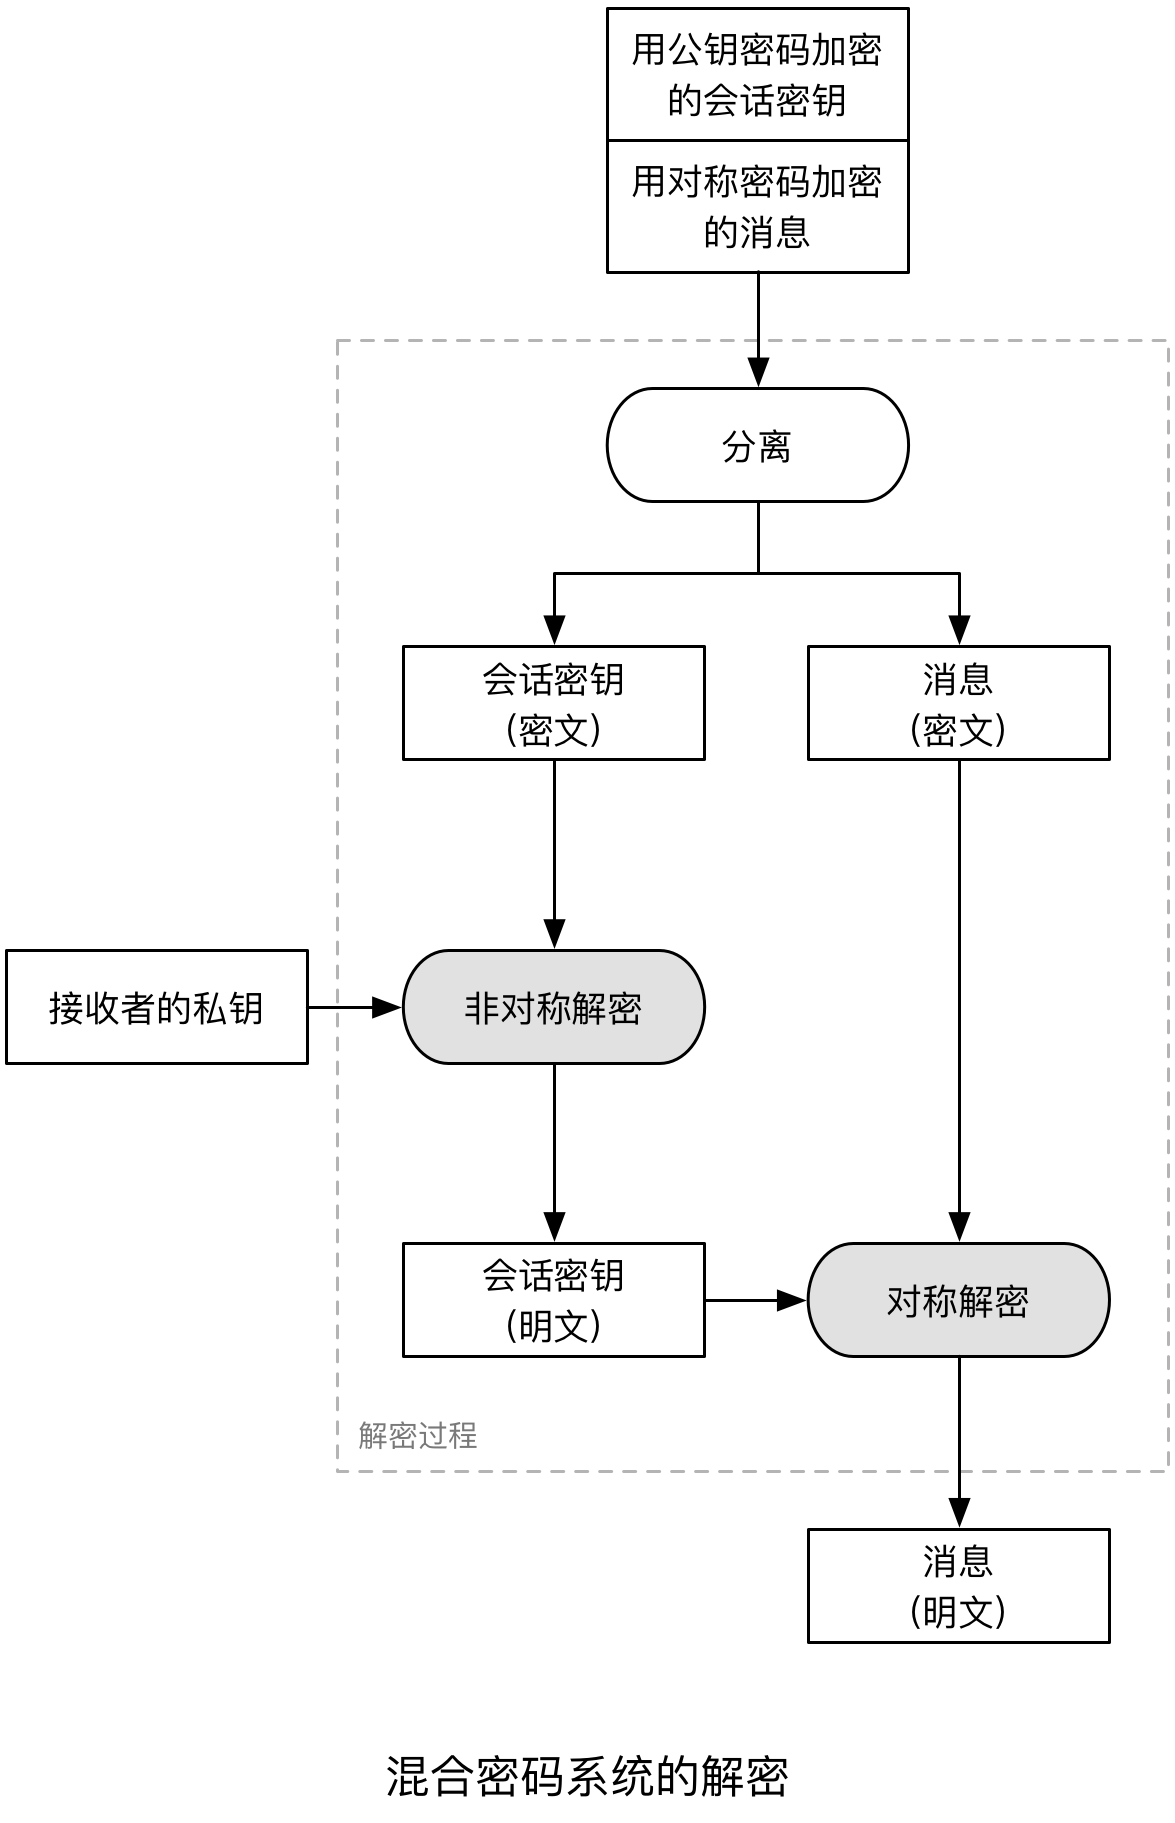 用公钥密码加密
的会话密钥
用对称密码加密
的消息
分离
会话密钥
(密文)
消息
(密文)
接收者的私钥
非对称解密
会话密钥
(明文)
对称解密
解密过程
消息
(明文)
混合密码系统的解密